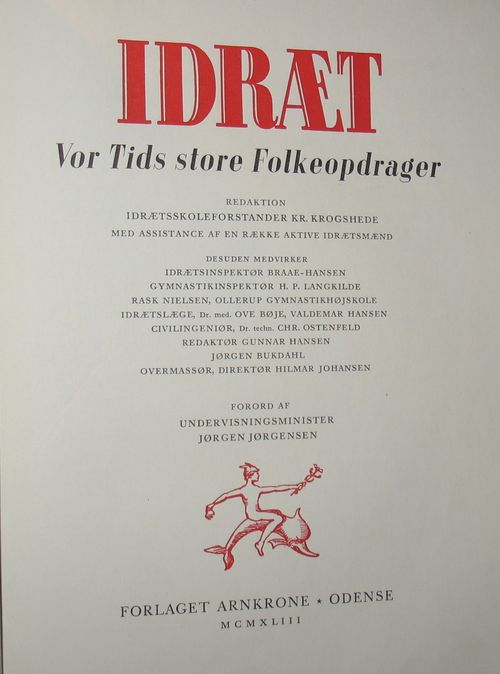 IDRÆT
Vor Tids store Folkeopdrager
REDAKTION
IDRÆTSSKOLEFORSTANDER KR. KROGSHEDE
MED ASSISTANCE AF EN RÆKKE AKTIVE IDRÆTSMÆND
DESUDEN MEDVIRKER
IDRÆTSINSPEKTØR BRAAE-HANSEN
GYMNASTIKINSPEKTØR H. P. LANGKILDE
RASK NIELSEN, OLLERUP GYMNASTIKHØJSKOLE
IDRÆTSLÆGE, Dr. med. OVE BØJE, VALDEMAR HANSEN
CIVILINGENIØR, Dr. techn. CHR. OSTENFELD
REDAKTØR GUNNAR HANSEN
JØRGEN BUKDAHL
OVERMASSØR, DIREKTØR HILMAR JOHANSEN
FORORD AF
UNDERVISNINGSMINISTER
JØRGEN JØRGENSEN
FORLAGET ARNKRONE ★ ODENSE
MCMXLIII